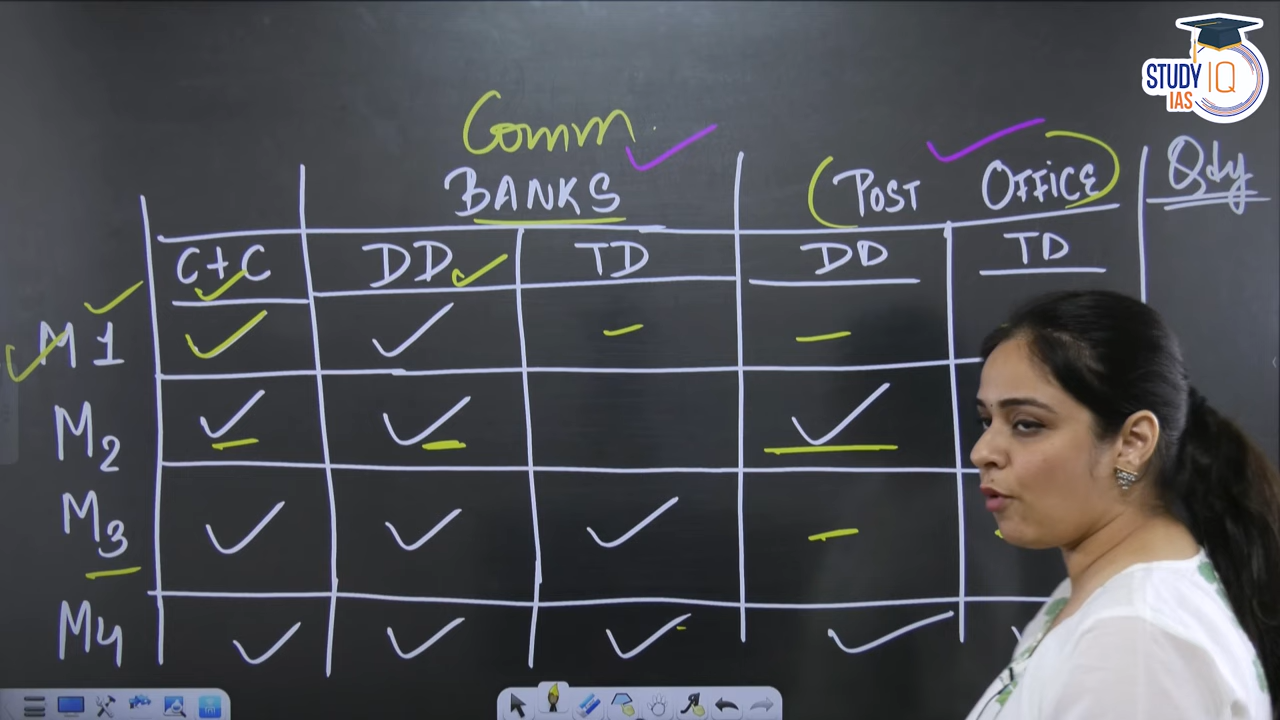 STUDY IQ
IAS
Comm.
BANKS
(POST OFFICE)
Qty
C+C
DD
TD
DD
TD
M1
M2
M3
M4